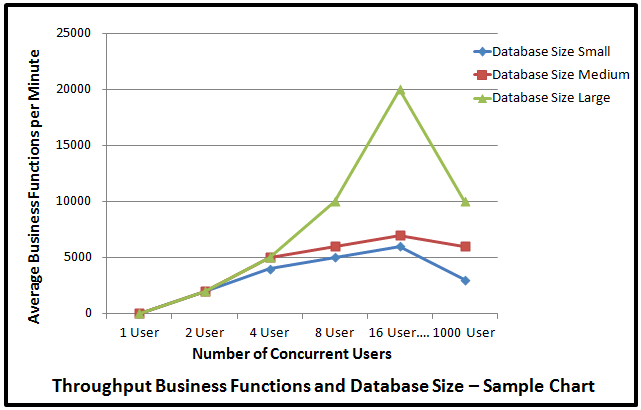 25000
20000
15000
10000
5000
0
Average Business Functions per Minute
Database Size Small
Database Size Medium
Database Size Large
1 User 2 User 4 User 8 User 16 User.... 1000 User
Number of Concurrent Users
Throughput Business Functions and Database Size – Sample Chart